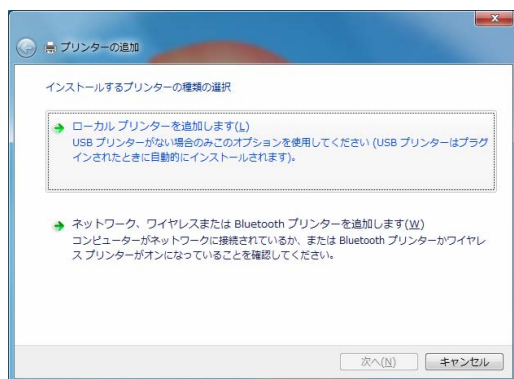 プリンターの追加
インストールするプリンターの種類の選択
ローカル プリンターを追加します(L)
USB プリンターがない場合のみこのオプションを使用してください (USB プリンターはプラグ
インされたときに自動的にインストールされます)。
ネットワーク、ワイヤレスまたは Bluetooth プリンターを追加します(W)
コンピューターがネットワークに接続されているか、または Bluetooth プリンターかワイヤレ
ス プリンターがオンになっていることを確認してください。
次へ(N) キャンセル